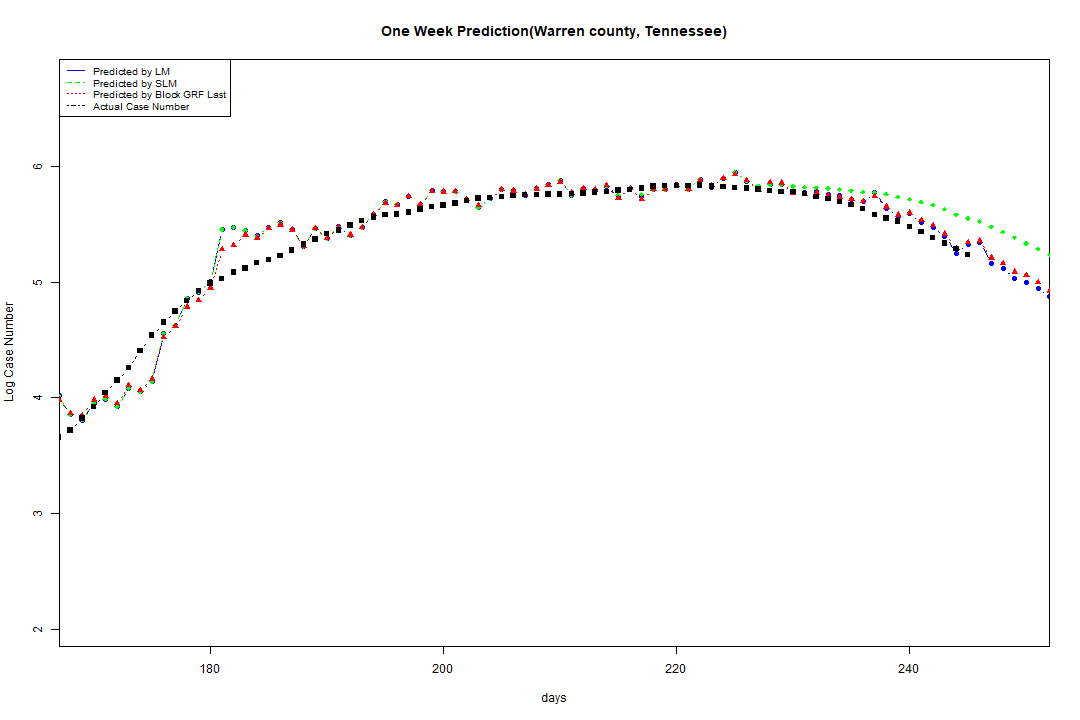 One Week Prediction(Warren county, Tennessee)
Predicted by LM
Predicted by SLM
Predicted by Block GRF Last
Actual Case Number
6
5
4
3
2
Log Case Number
180 200 220 240
days